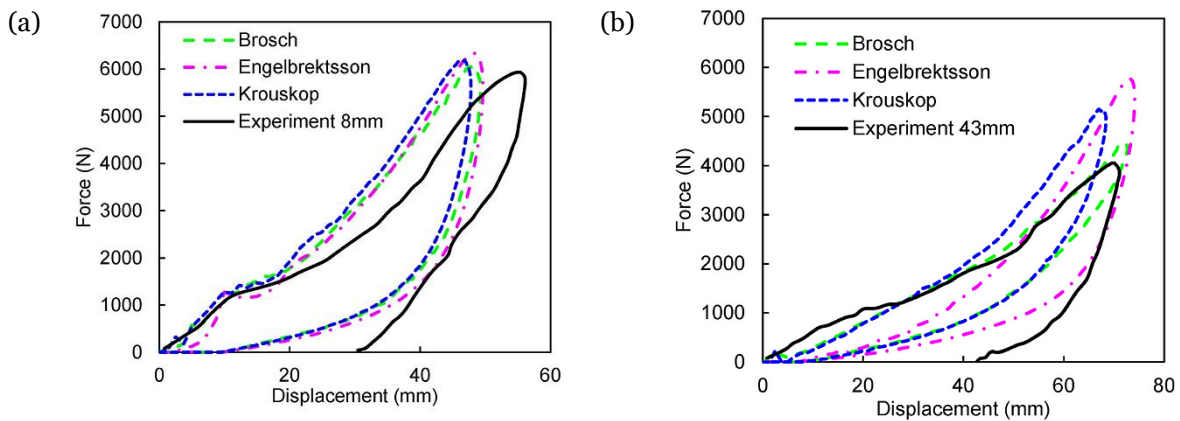 (a)
7000
6000
5000
4000
3000
2000
1000
0
Force (N)
Brosch
Engelbrektsson
Krouskop
Experiment 8mm
0 20 40 60
Displacement (mm)
(b)
7000
6000
5000
4000
3000
2000
1000
0
Force (N)
Brosch
Engelbrektsson
Krouskop
Experiment 43mm
0 20 40 60 80
Displacement (mm)